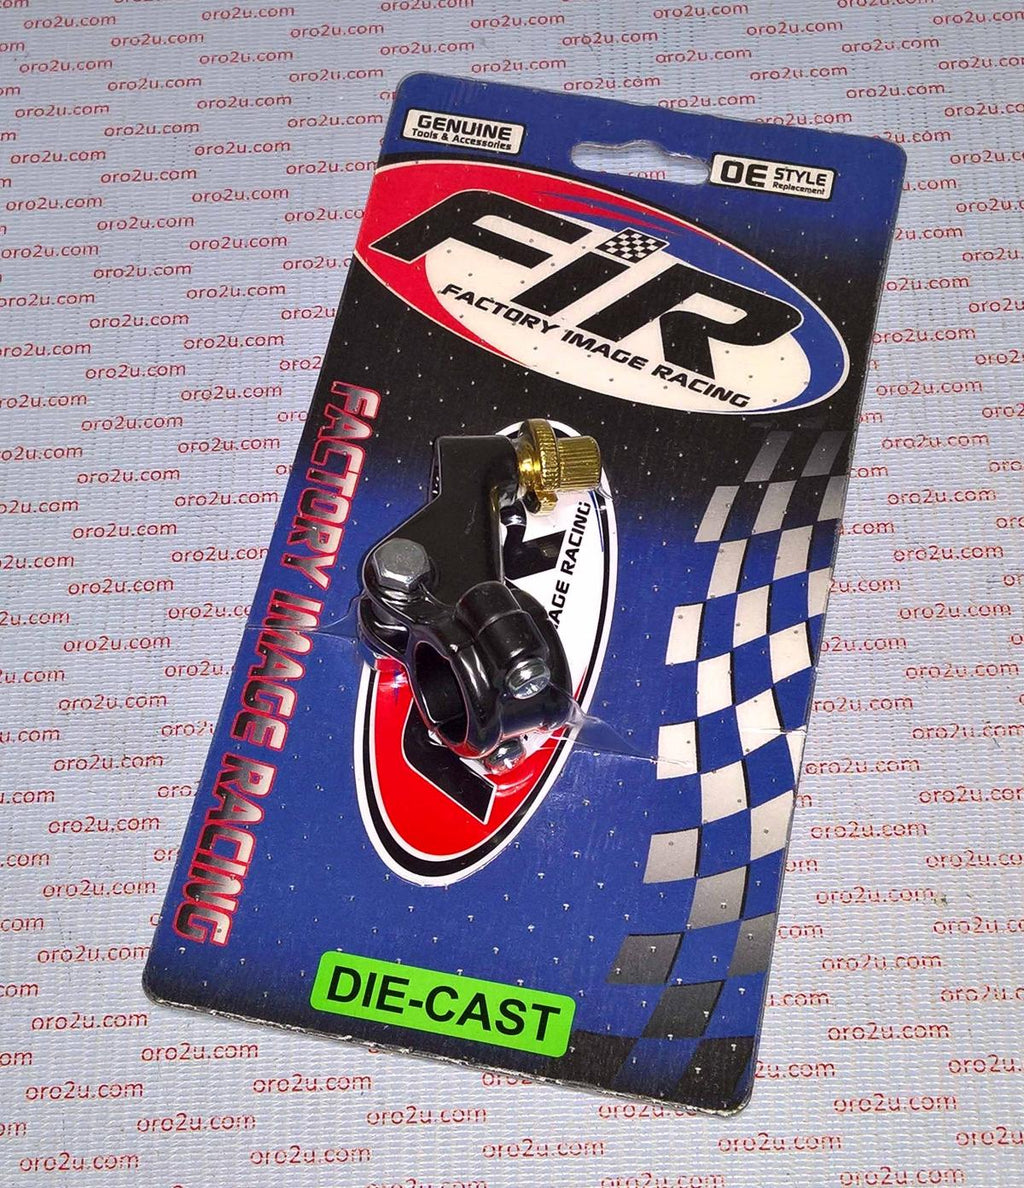 oro2u.com
GENUINE
Tools & Accessories
OE STYLE
Replacement
FiR
FACTORY IMAGE RACING
FACTORY IMAGE RACING
AGE RACING
DIE-CAST